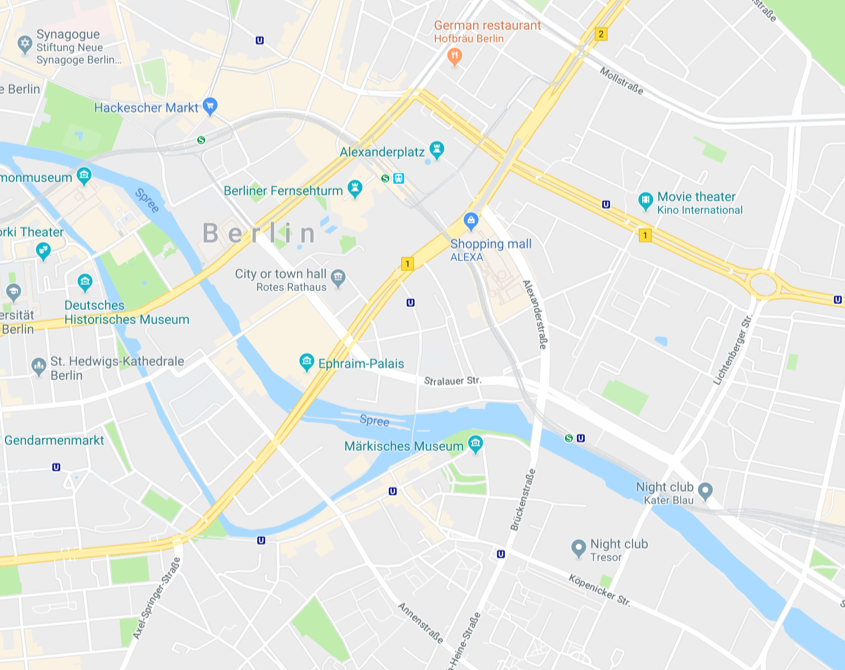 German restaurant
Hofbräu Berlin
2
Synagogue
Stiftung Neue
Synagoge Berlin...
Mollstraße
e Berlin
Hackescher Markt
S
Alexanderplatz
S
monmuseum
Berliner Fernsehturm
Spree
Movie theater
Kino International
U
1
orki Theater
Berlin
Shopping mall
ALEXA
1
City or town hall
Rotes Rathaus
Alexanderstraße
U
U
Deutsches
Historisches Museum
ersität
Berlin
Lichtenberger Str.
St. Hedwigs-Kathedrale
Berlin
Ephraim-Palais
Stralauer Str.
Spree
Gendarmenmarkt
Märkisches Museum
S U
U
U
Night club
Kater Blau
Brückenstraße
U
Night club
Tresor
U
Axel-Springer-Straße
Köpenicker Str.
Annenstraße
-Heine-Straße
U